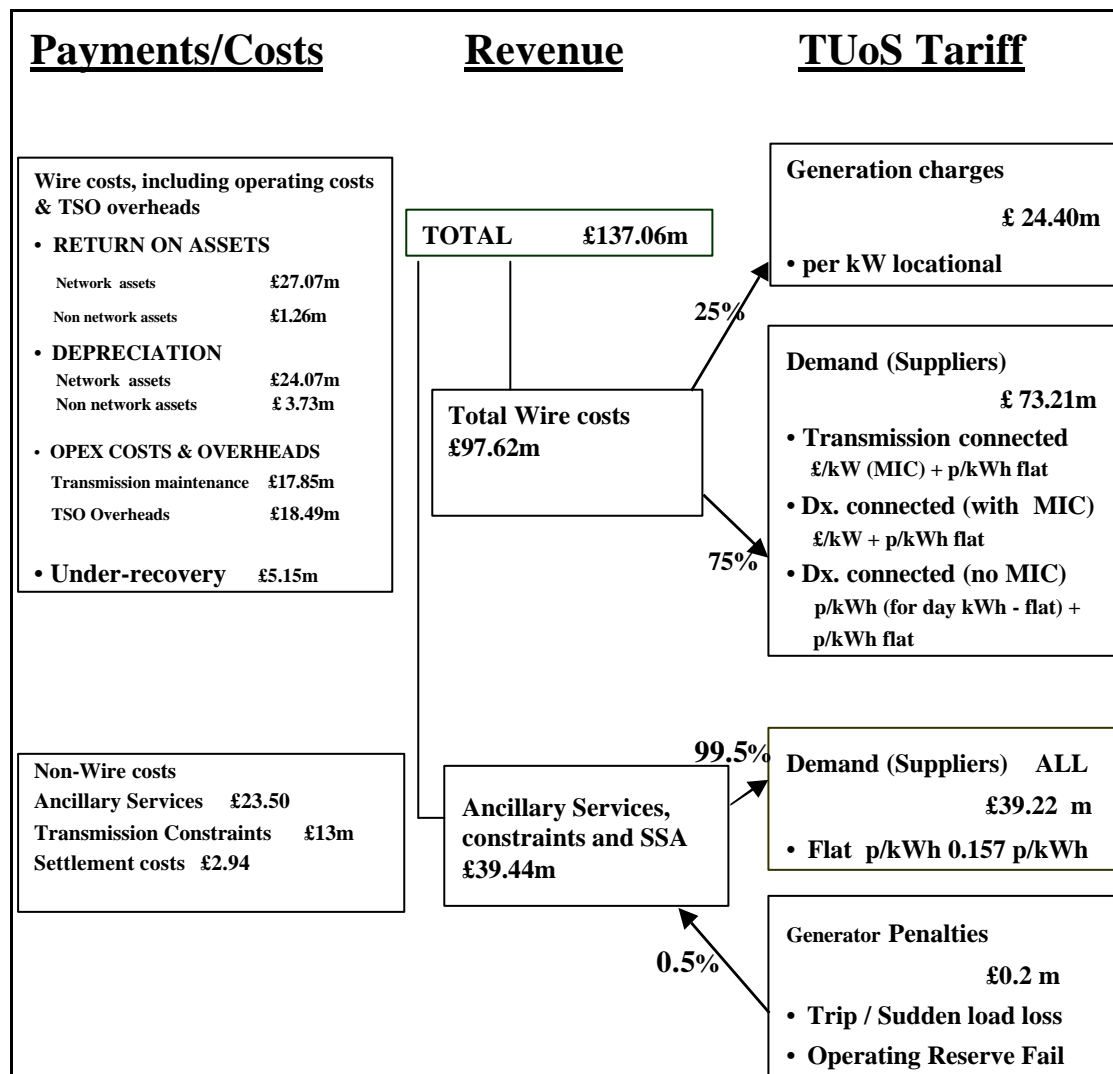 Payments/Costs
Revenue
TUoS Tariff
Wire costs, including operating costs
& TSO overheads
• RETURN ON ASSETS
Network assets £27.07m
Non network assets £1.26m
• DEPRECIATION
Network assets £24.07m
Non network assets £ 3.73m
• OPEX COSTS & OVERHEADS
Transmission maintenance £17.85m
TSO Overheads £18.49m
• Under-recovery £5.15m
Non-Wire costs
Ancillary Services £23.50
Transmission Constraints £13m
Settlement costs £2.94
TOTAL £137.06m
Total Wire costs
£97.62m
Ancillary Services,
constraints and SSA
£39.44m
25%
75%
99.5%
0.5%
Generation charges
£ 24.40m
• per kW locational
Demand (Suppliers)
£ 73.21m
• Transmission connected
£/kW (MIC) + p/kWh flat
• Dx. connected (with MIC)
£/kW + p/kWh flat
• Dx. connected (no MIC)
p/kWh (for day kWh - flat) +
p/kWh flat
Demand (Suppliers) ALL
£39.22 m
• Flat p/kWh 0.157 p/kWh
Generator Penalties
£0.2 m
• Trip / Sudden load loss
• Operating Reserve Fail